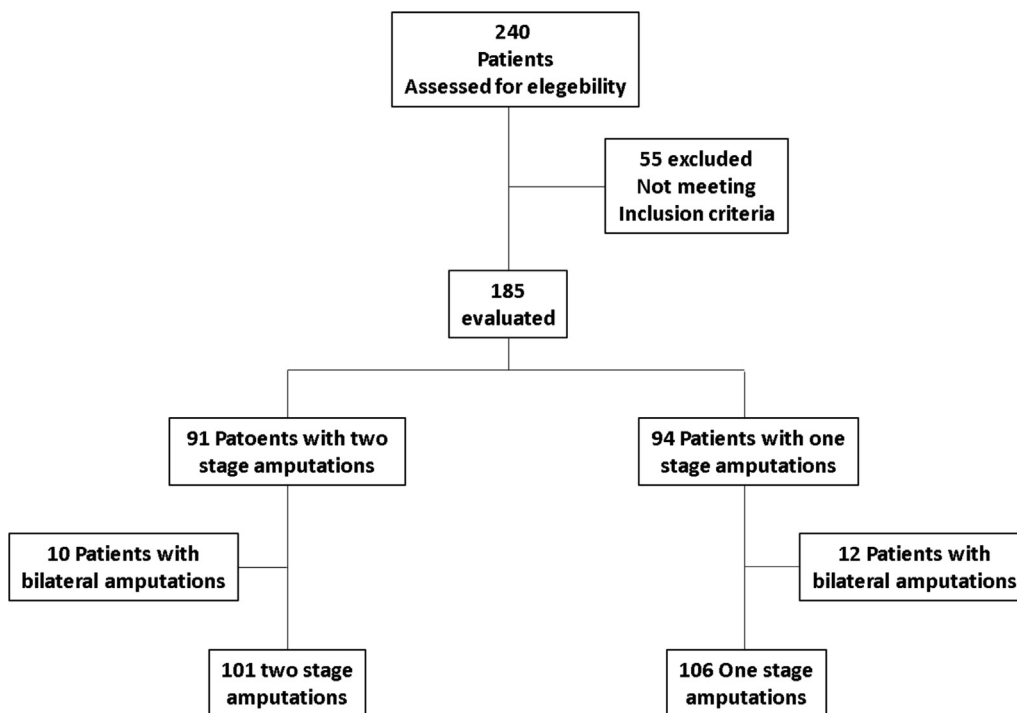 240
Patients
Assessed for elegebility
55 excluded
Not meeting
Inclusion criteria
185
evaluated
91 Patoents with two
stage amputations
94 Patients with one
stage amputations
10 Patients with
bilateral amputations
12 Patients with
bilateral amputations
101 two stage
amputations
106 One stage
amputations